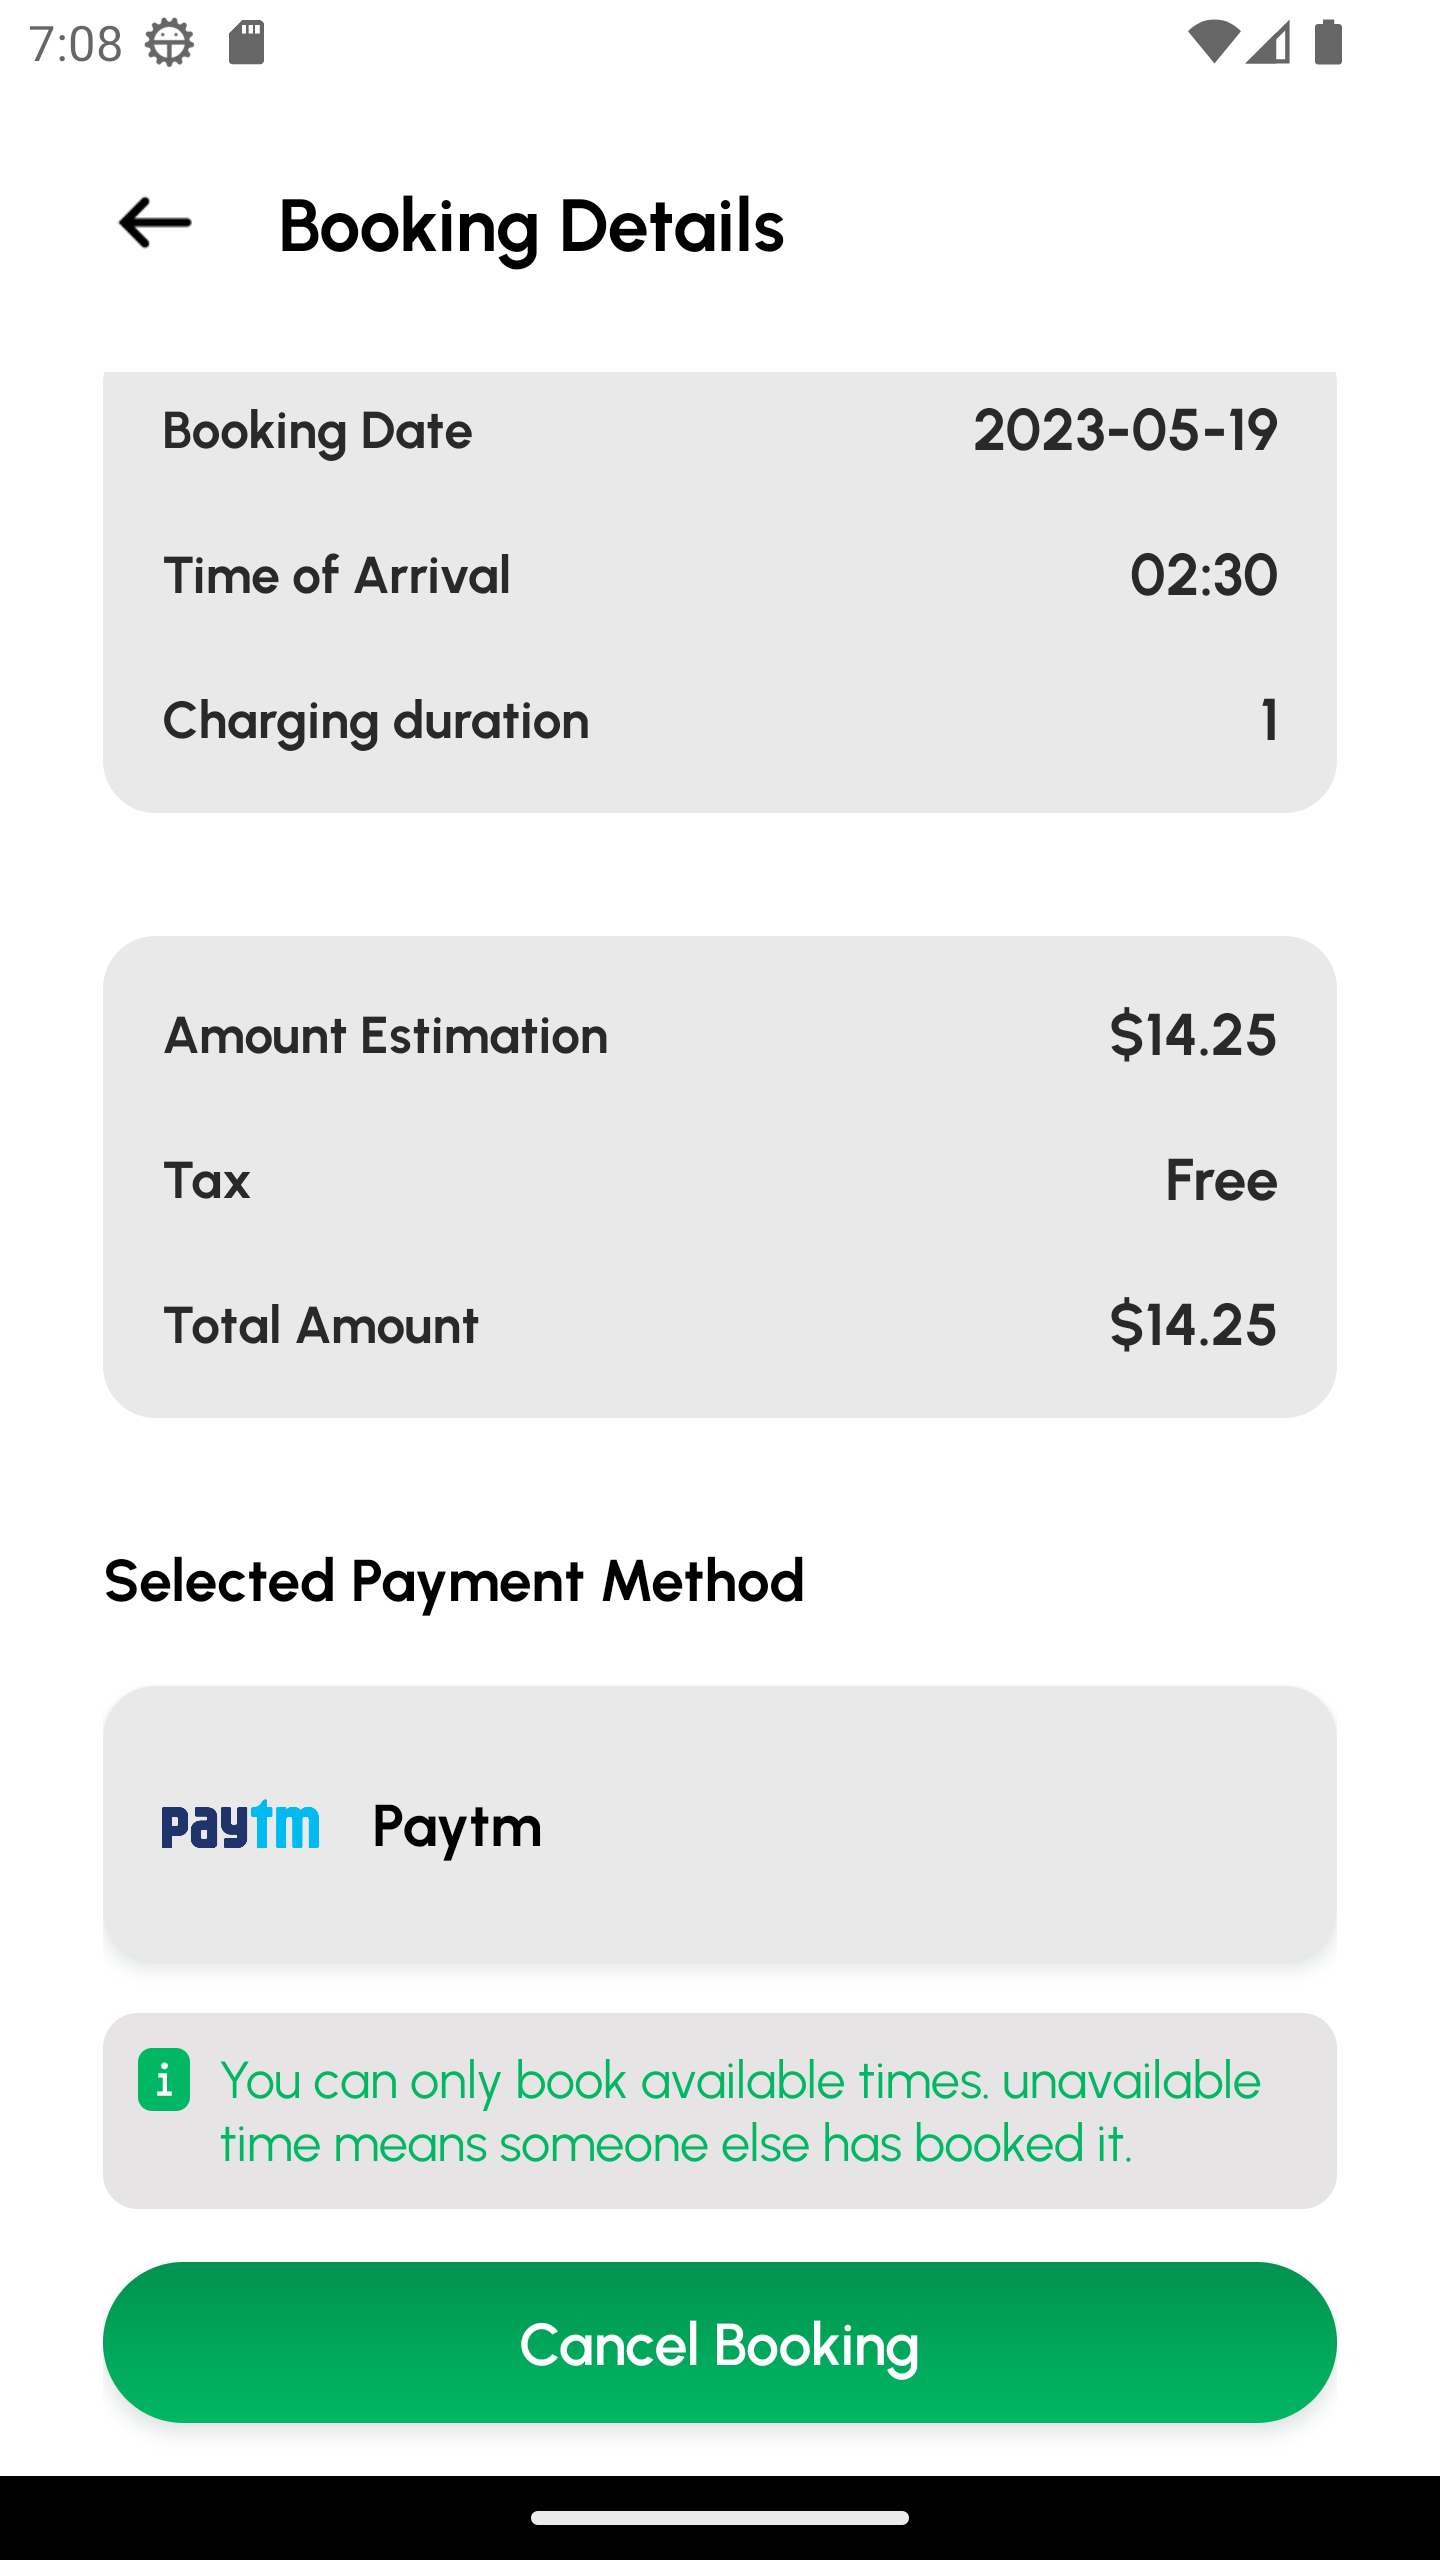 7:08
Booking Details
Booking Date 2023-05-19
Time of Arrival 02:30
Charging duration 1
Amount Estimation $14.25
Tax Free
Total Amount $14.25
Selected Payment Method
paytm Paytm
You can only book available times. unavailable
time means someone else has booked it.
Cancel Booking